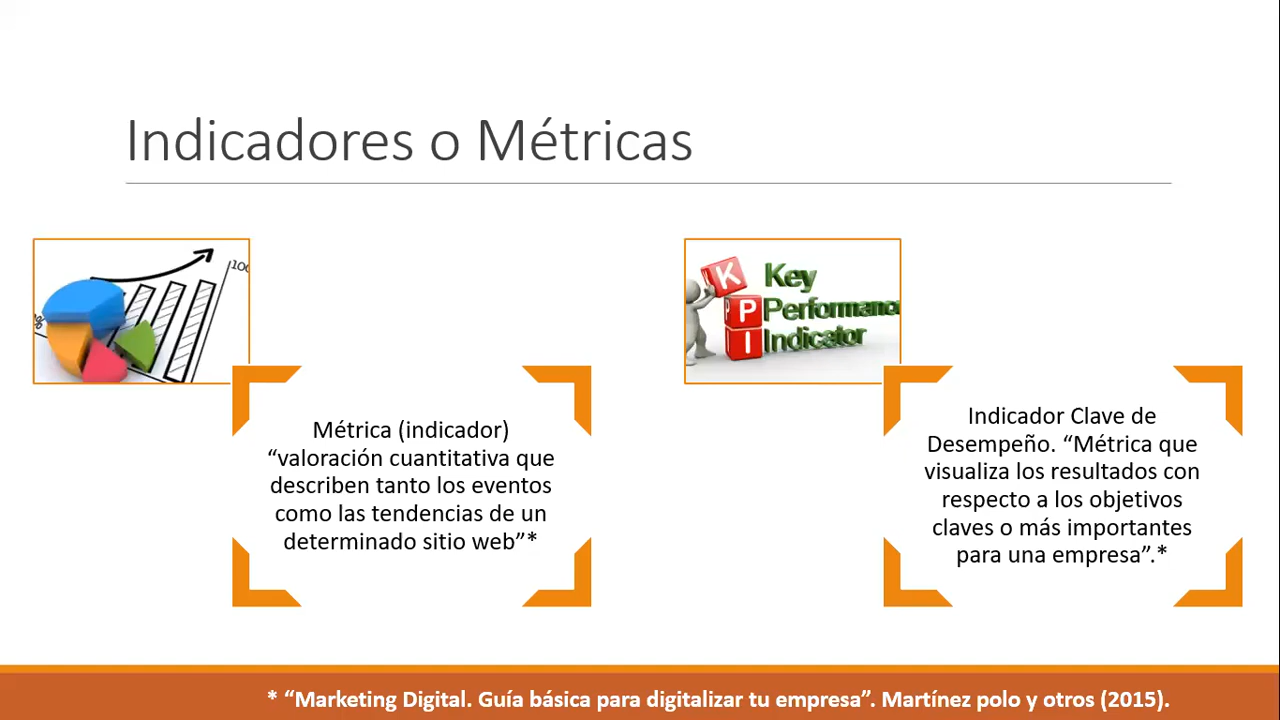 Indicadores o Métricas
100
%
K
P
I
Key
Performance
Indicator
Métrica (indicador)
“valoración cuantitativa que
describen tanto los eventos
como las tendencias de un
determinado sitio web”*
Indicador Clave de
Desempeño. “Métrica que
visualiza los resultados con
respecto a los objetivos
claves o más importantes
para una empresa”.*
* “Marketing Digital. Guía básica para digitalizar tu empresa”. Martínez polo y otros (2015).